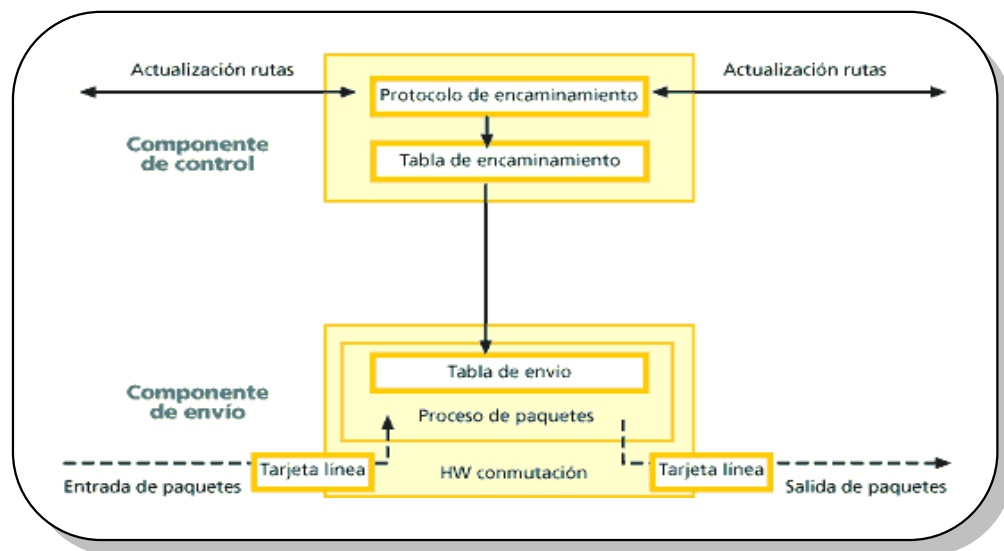 Actualización rutas
Actualización rutas
Protocolo de encaminamiento
Componente
de control
Tabla de encaminamiento
Tabla de envío
Componente
de envío
Proceso de paquetes
Tarjeta línea
HW conmutación
Tarjeta línea
Entrada de paquetes
Salida de paquetes